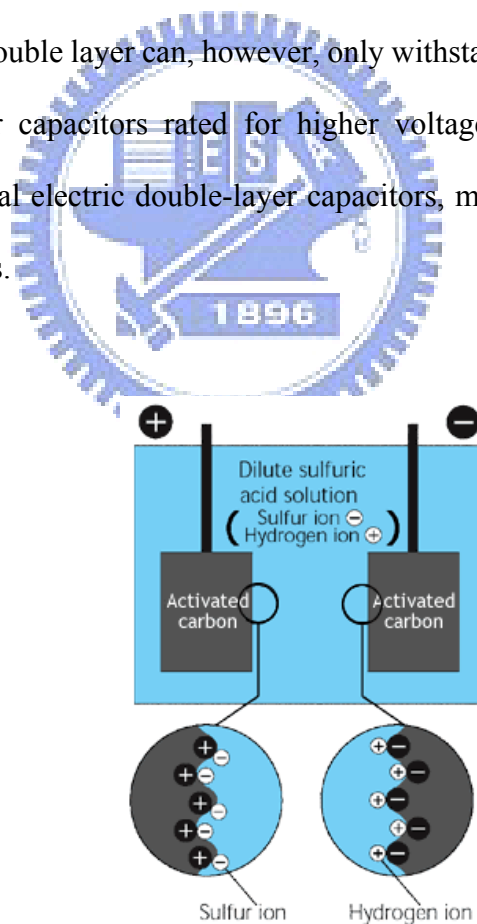 ouble layer can, however, only withsta
r capacitors rated for higher voltage
al electric double-layer capacitors, m
s.
E S A
1896
+ −
Dilute sulfuric
acid solution
( Sulfur ion −
Hydrogen ion + )
Activated
carbon
Activated
carbon
+ − + − + − + − + −
+ − + − + − + − + −
Sulfur ion
Hydrogen ion